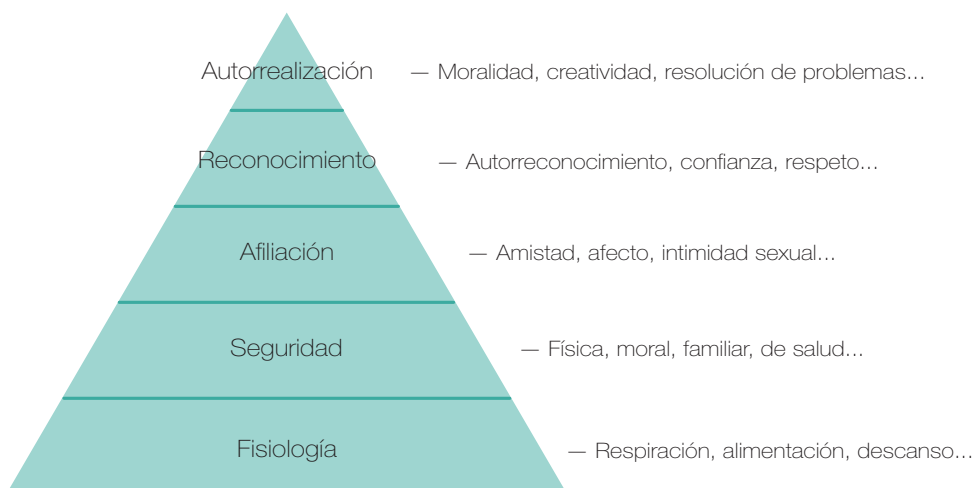 Autorrealización — Moralidad, creatividad, resolución de problemas...
Reconocimiento — Autorreconocimiento, confianza, respeto...
Afiliación — Amistad, afecto, intimidad sexual...
Seguridad — Física, moral, familiar, de salud...
Fisiología — Respiración, alimentación, descanso...